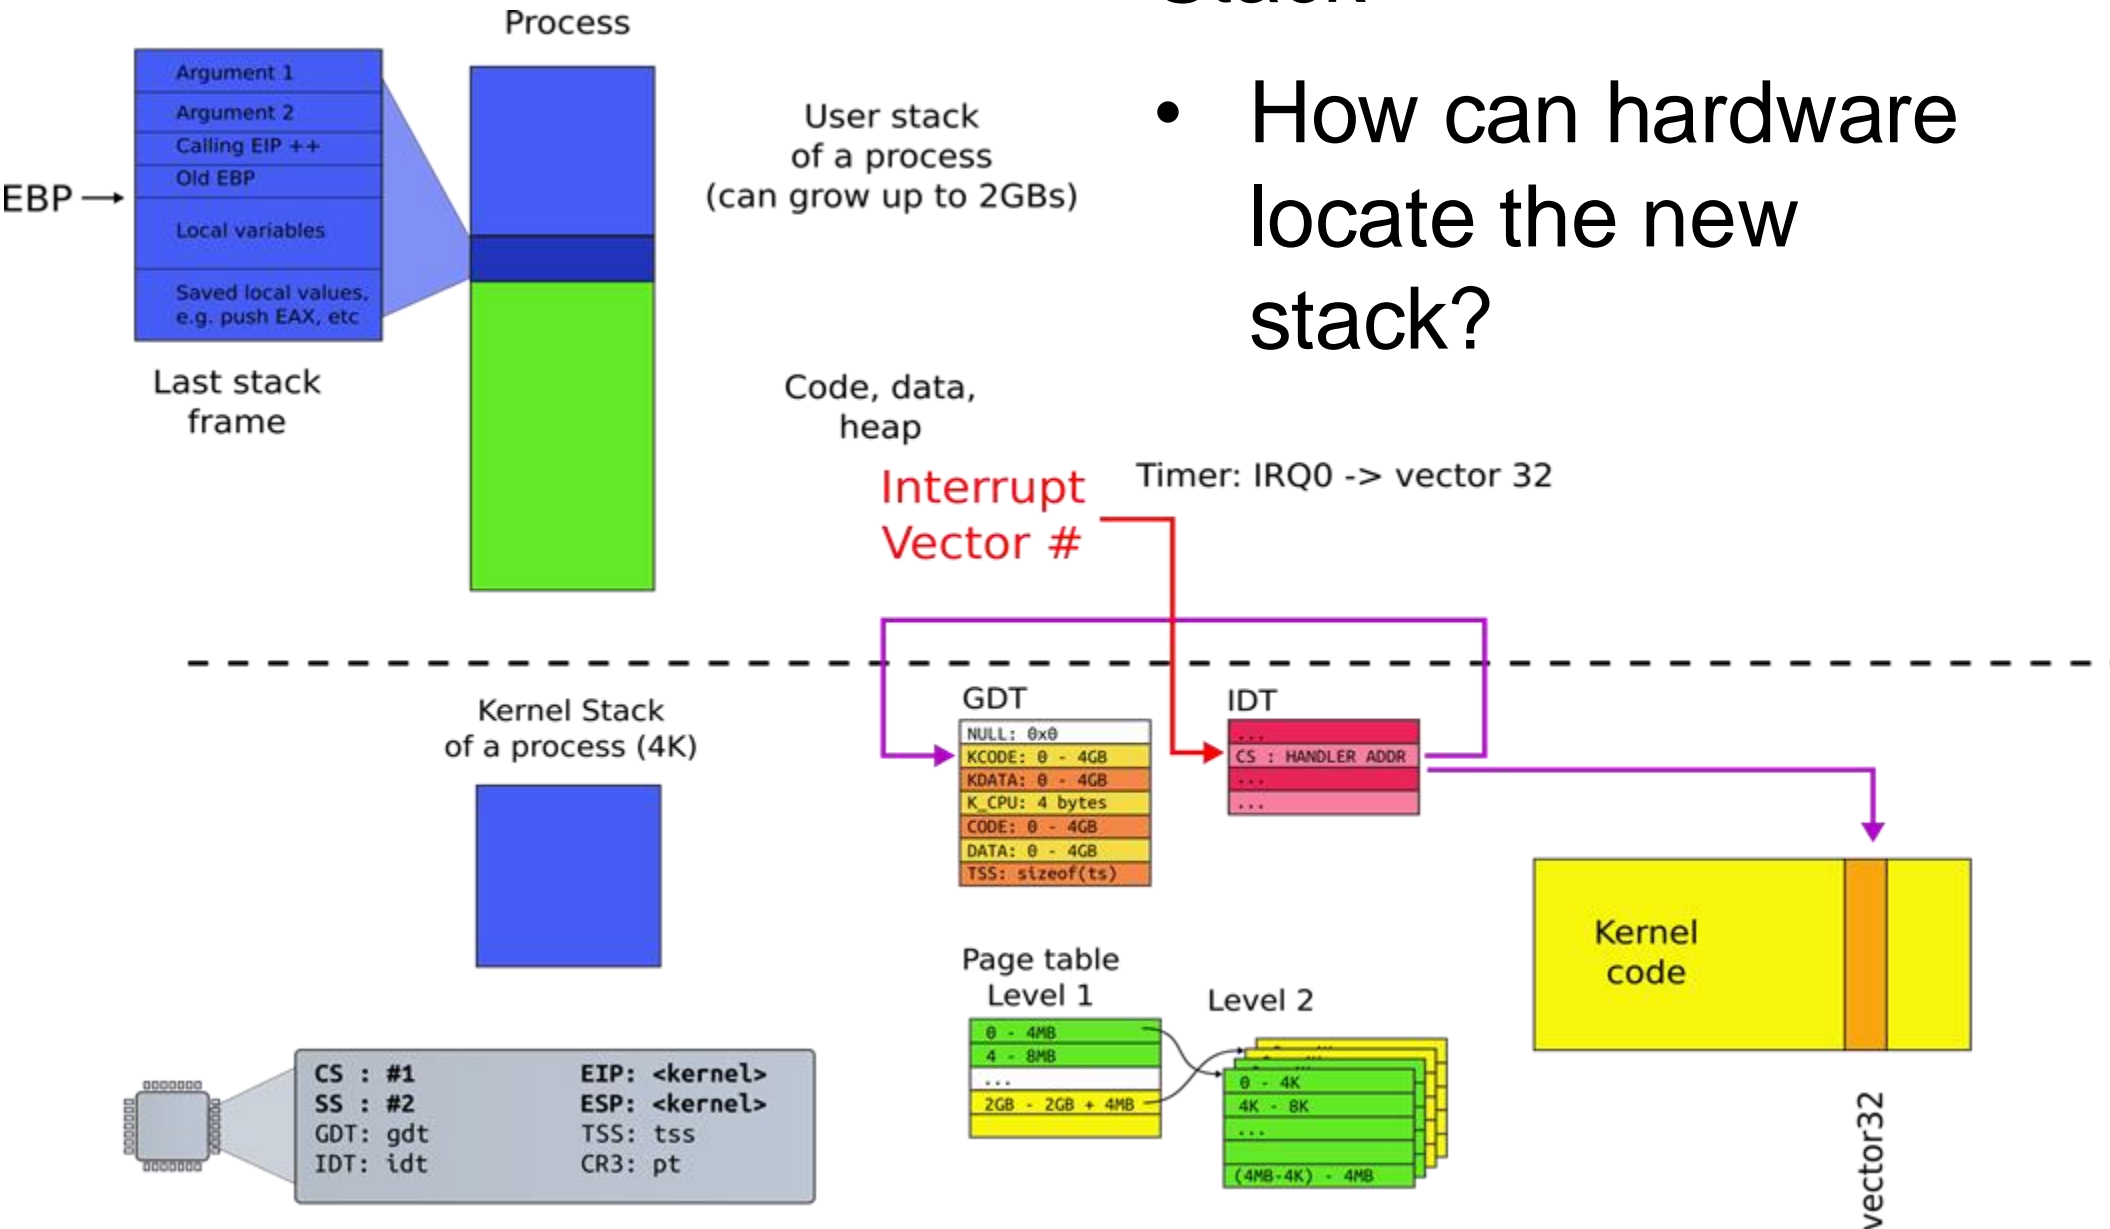 Stack
Process
Argument 1
Argument 2
Calling EIP ++
Old EBP
EBP
Local variables
Saved local values,
e.g. push EAX, etc
Last stack
frame
User stack
of a process
(can grow up to 2GBs)
• How can hardware
locate the new
stack?
Code, data,
heap
Interrupt
Vector #
Timer: IRQ0 -> vector 32
Kernel Stack
of a process (4K)
GDT
NULL: 0x0
KCODE: 0 - 4GB
KDATA: 0 - 4GB
K_CPU: 4 bytes
CODE: 0 - 4GB
DATA: 0 - 4GB
TSS: sizeof(ts)
IDT
...
CS : HANDLER ADDR
...
...
Kernel
code
vector32
Page table
Level 1
0 - 4MB
4 - 8MB
...
2GB - 2GB + 4MB
Level 2
0 - 4K
4K - 8K
...
(4MB-4K) - 4MB
CS : #1 EIP: <kernel>
SS : #2 ESP: <kernel>
GDT: gdt TSS: tss
IDT: idt CR3: pt